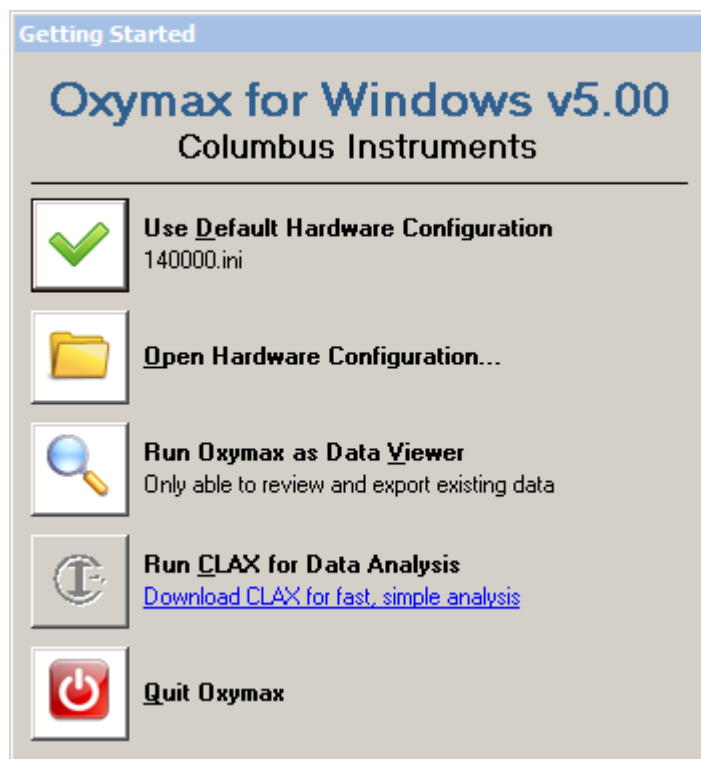 Getting Started
Oxymax for Windows v5.00
Columbus Instruments
Use Default Hardware Configuration
140000.ini
Open Hardware Configuration...
Run Oxymax as Data Viewer
Only able to review and export existing data
Run CLAX for Data Analysis
Download CLAX for fast, simple analysis
Quit Oxymax